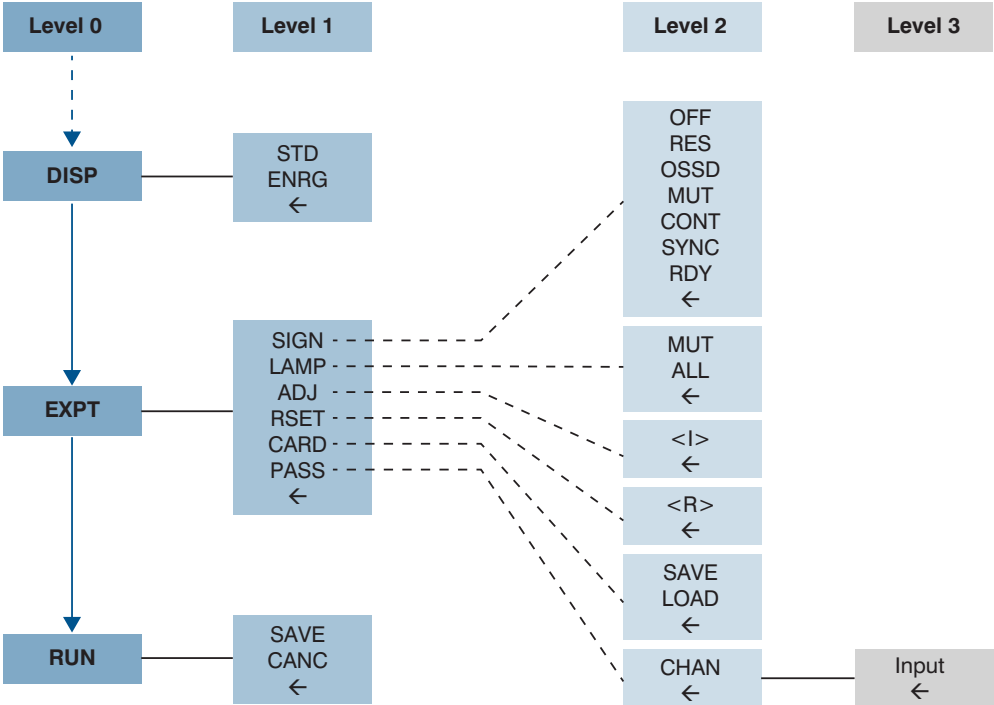 Level 0
Level 1
Level 2
Level 3
DISP
STD
ENRG
←
OFF
RES
OSSD
MUT
CONT
SYNC
RDY
←
EXPT
SIGN
LAMP
ADJ
RSET
CARD
PASS
←
MUT
ALL
←
<I>
←
<R>
←
SAVE
LOAD
←
RUN
SAVE
CANC
←
CHAN
←
Input
←